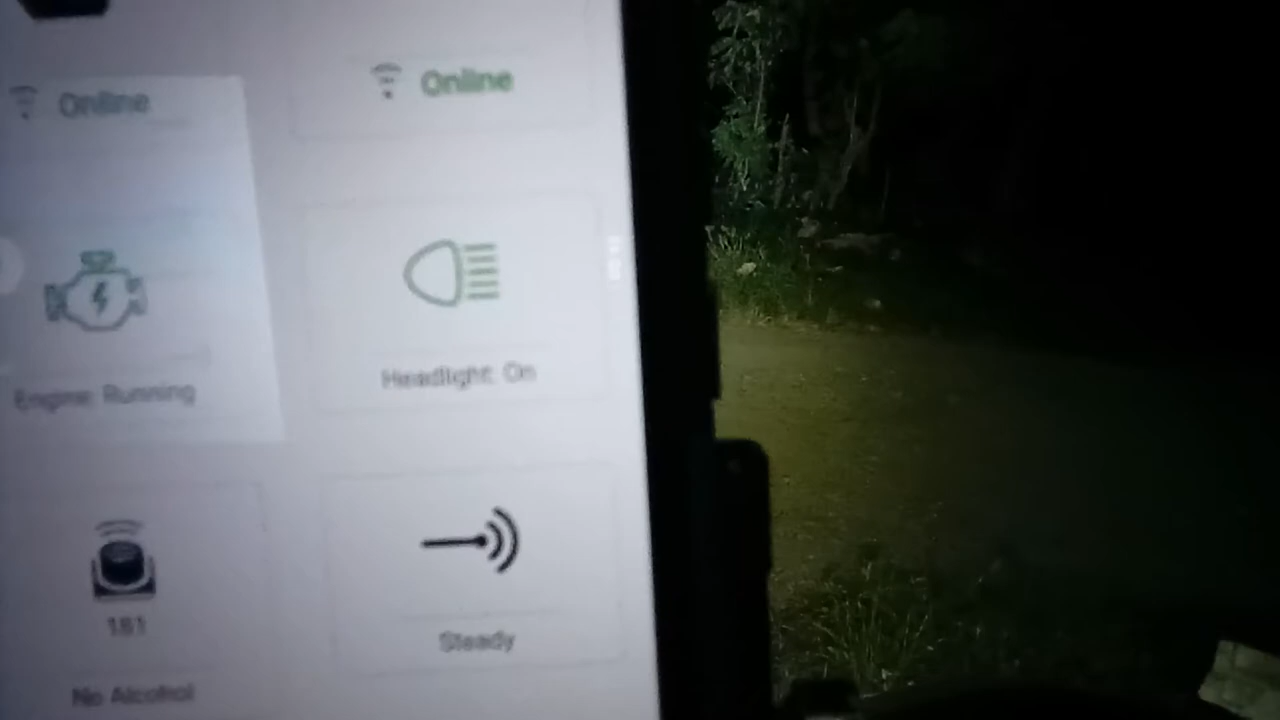 Online
Online
Engine: Running
Headlight: On
181
No Alcohol
Steady